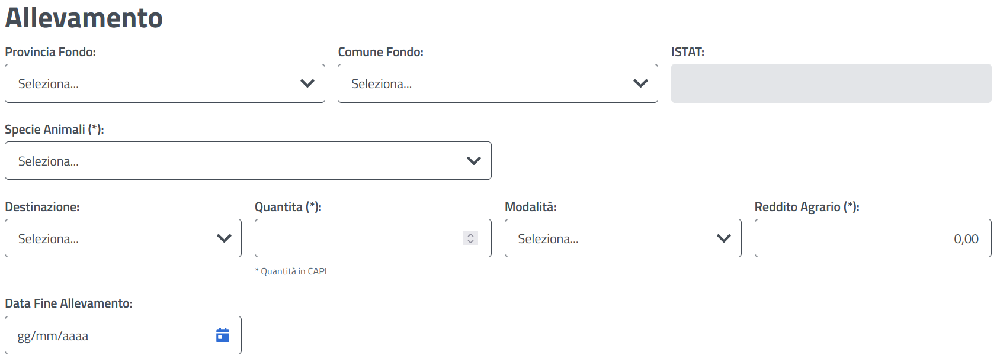 Allevamento
Provincia Fondo: Comune Fondo: ISTAT:
Seleziona... Seleziona...
Specie Animali (*):
Seleziona...
Destinazione: Quantita (*): Modalità: Reddito Agrario (*):
Seleziona... Seleziona... 0,00
* Quantità in CAPI
Data Fine Allevamento:
gg/mm/aaaa